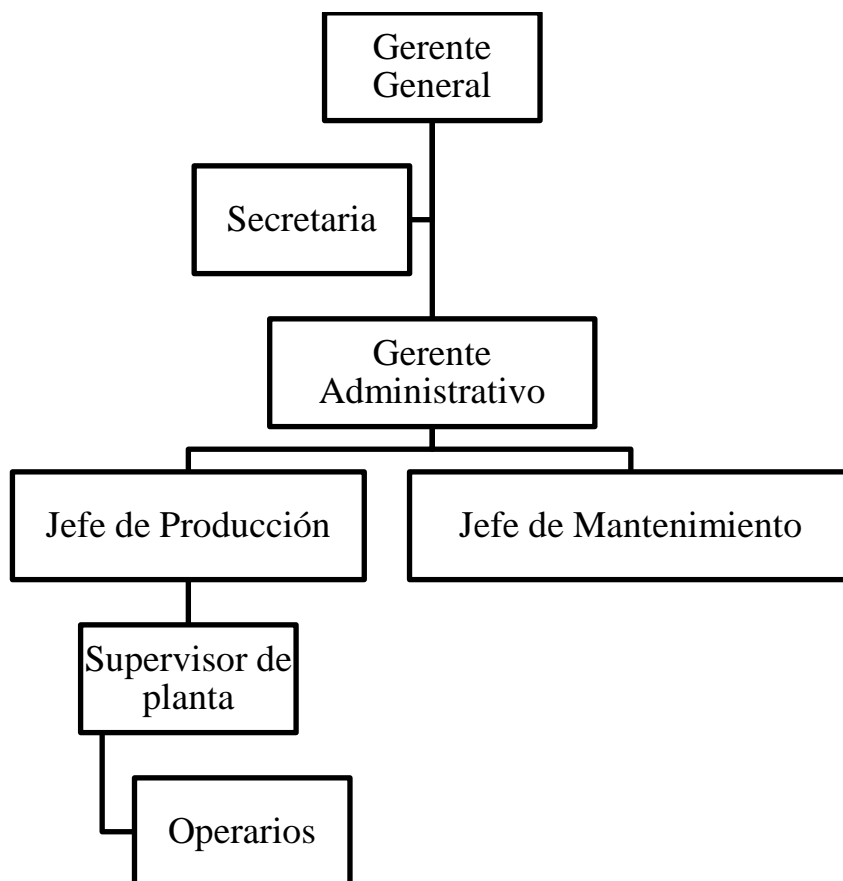 Gerente
General
Secretaria
Gerente
Administrativo
Jefe de Producción
Jefe de Mantenimiento
Supervisor de
planta
Operarios